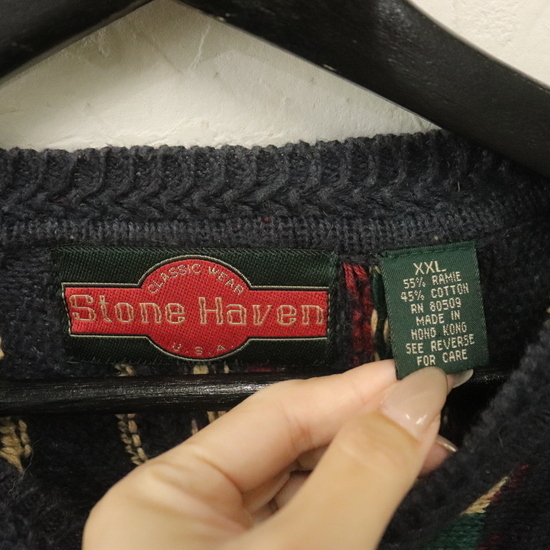 CLASSIC WEAR
Stone Haven
U.S.A
XXL
55% RAMIE
45% COTTON
RN 80509
MADE IN
HONG KONG
SEE REVERSE
FOR CARE